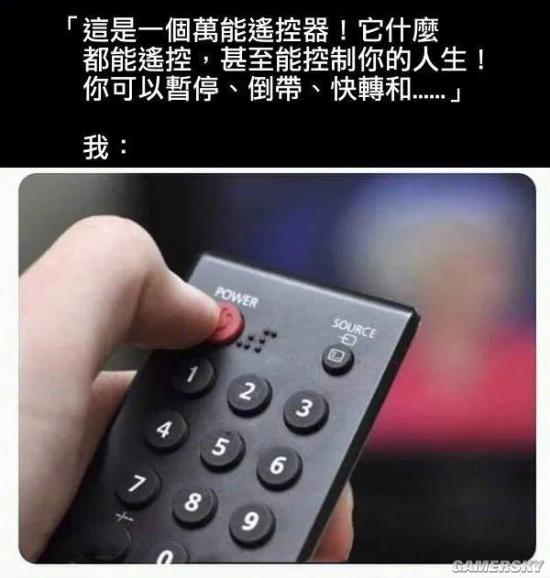 「這是一個萬能遙控器！它什麼
都能遙控，甚至能控制你的人生！
你可以暫停、倒帶、快轉和......」
我：
POWER
SOURCE
1
2
3
4
5
6
7
8
9
0
GAMERSKY